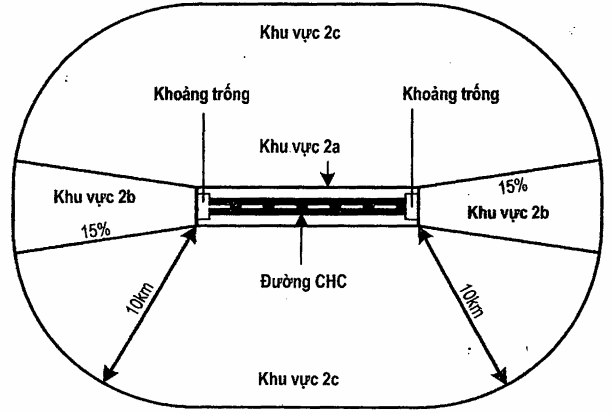 Khu vực 2c
Khoảng trống
Khoảng trống
Khu vực 2a
Khu vực 2b
15%
15%
Khu vực 2b
Đường CHC
10km
10km
Khu vực 2c